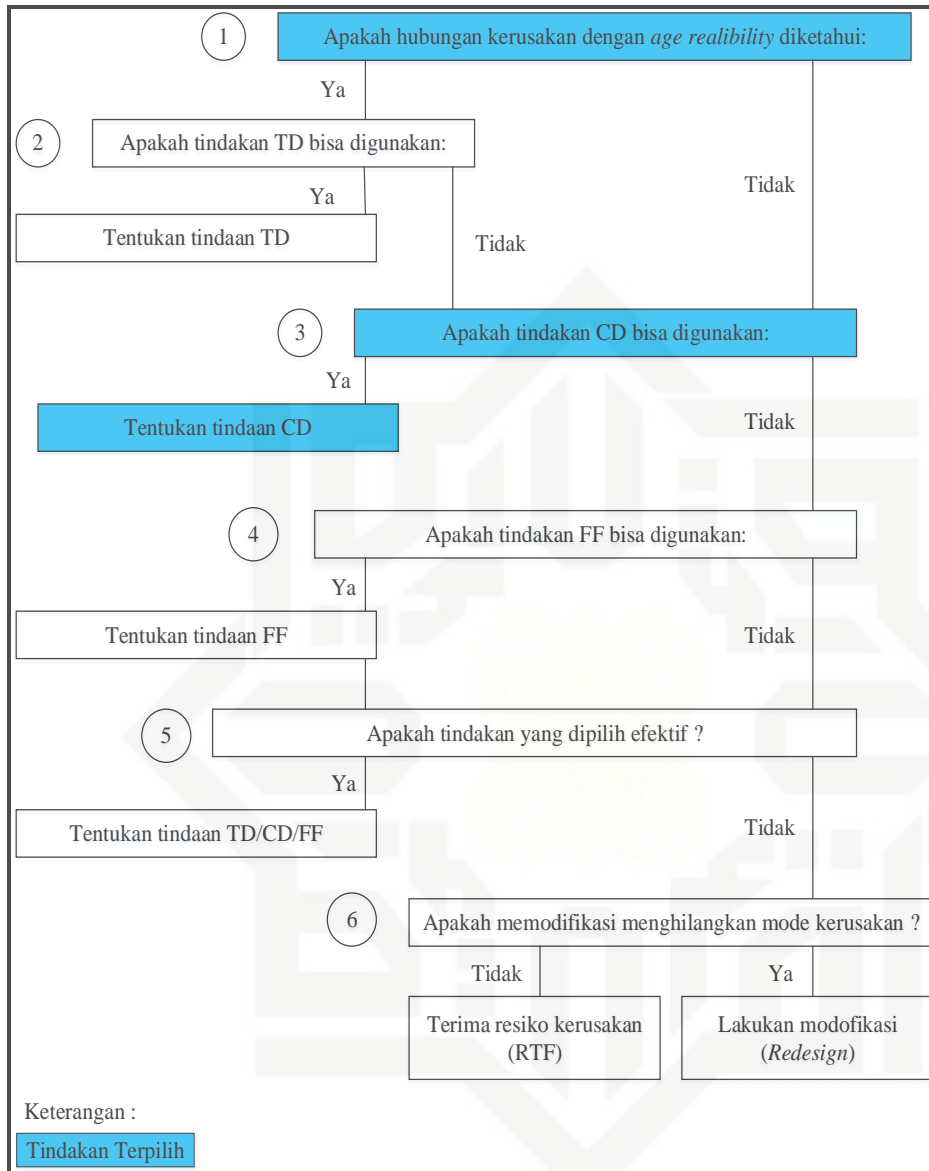 1
Apakah hubungan kerusakan dengan age realibility diketahui:
Ya
2
Apakah tindakan TD bisa digunakan:
Tidak
Ya
Tentukan tindaan TD
Tidak
3
Apakah tindakan CD bisa digunakan:
Ya
Tentukan tindaan CD
Tidak
4
Apakah tindakan FF bisa digunakan:
Ya
Tentukan tindaan FF
Tidak
5
Apakah tindakan yang dipilih efektif ?
Ya
Tentukan tindaan TD/CD/FF
Tidak
6
Apakah memodifikasi menghilangkan mode kerusakan ?
Tidak
Ya
Terima resiko kerusakan
(RTF)
Lakukan modofikasi
(Redesign)
Keterangan :
Tindakan Terpilih